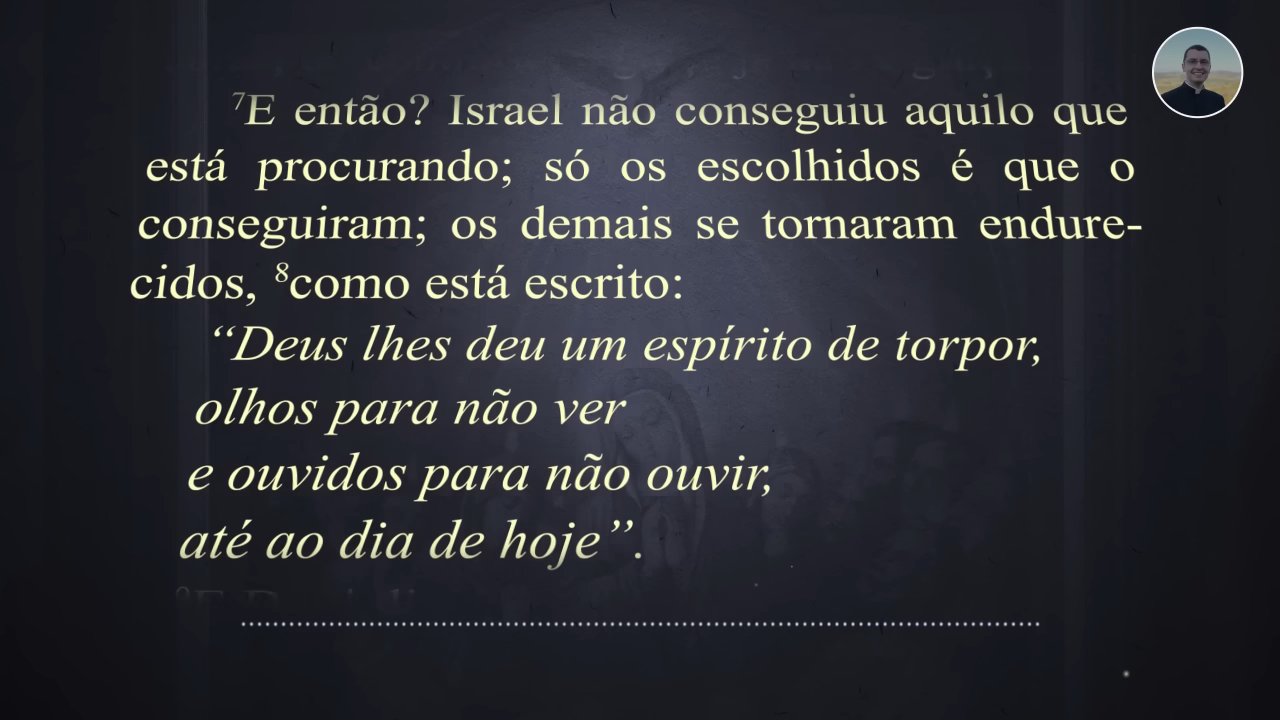 ⁷E então? Israel não conseguiu aquilo que
está procurando; só os escolhidos é que o
conseguiram; os demais se tornaram endure-
cidos, ⁸como está escrito:
“Deus lhes deu um espírito de torpor,
olhos para não ver
e ouvidos para não ouvir,
até ao dia de hoje”.